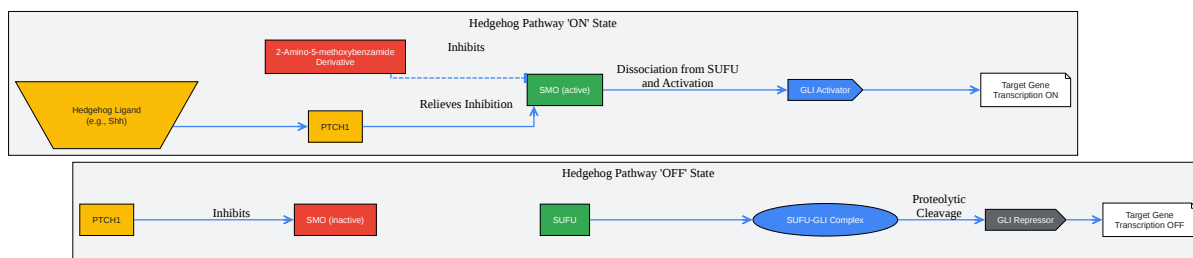 Hedgehog Pathway 'ON' State
2-Amino-5-methoxybenzamide
Derivative
Inhibits
Hedgehog Ligand
(e.g., Shh)
PTCH1
Relieves Inhibition
SMO (active)
Dissociation from SUFU
and Activation
GLI Activator
Target Gene
Transcription ON
Hedgehog Pathway 'OFF' State
PTCH1
Inhibits
SMO (inactive)
SUFU
SUFU-GLI Complex
Proteolytic
Cleavage
GLI Repressor
Target Gene
Transcription OFF